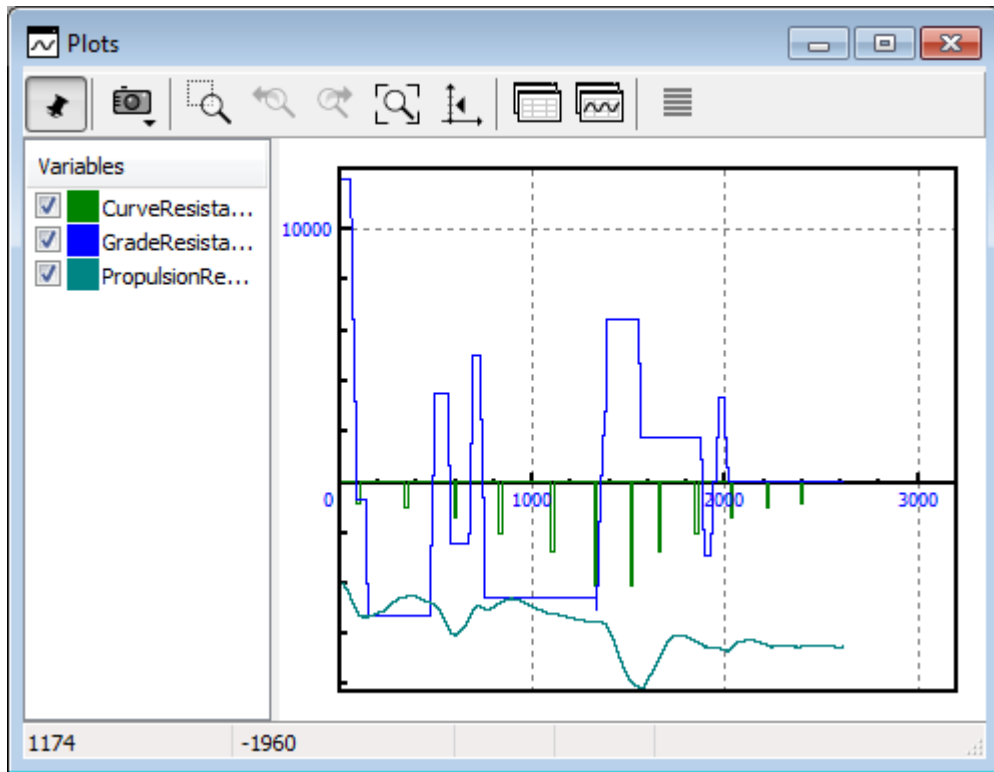 Plots
Variables
CurveResista...
GradeResista...
PropulsionRe...
10000
0 1000 2000 3000
1174 -1960